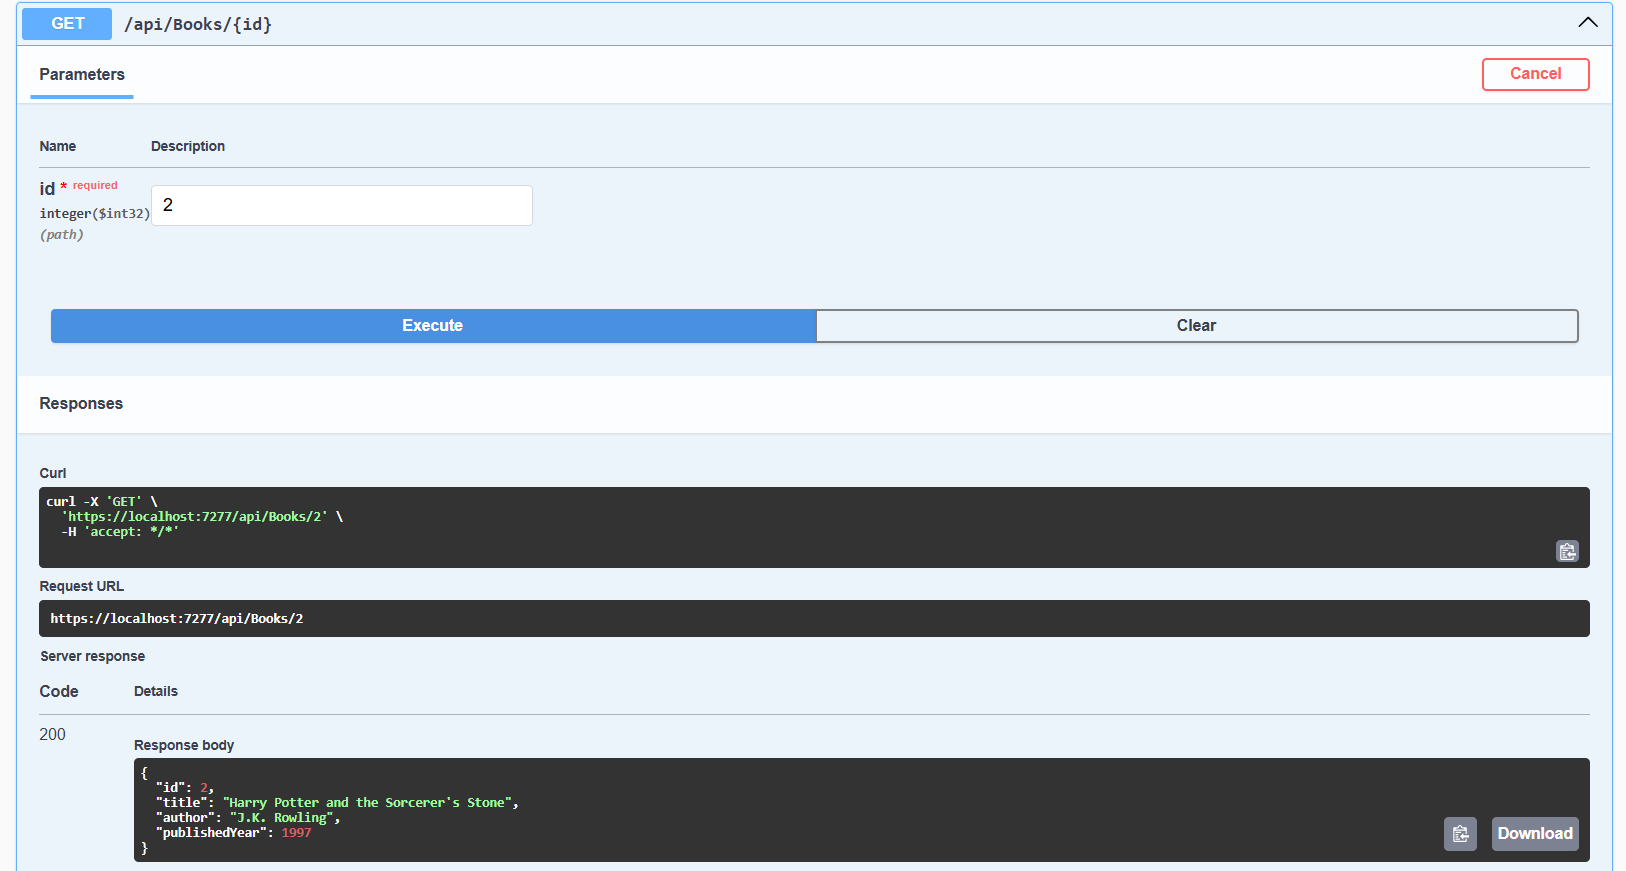 GET /api/Books/{id}
Parameters
Cancel
Name Description
id * required
integer($int32)
(path)
2
Execute Clear
Responses
Curl
curl -X 'GET' \
  'https://localhost:7277/api/Books/2' \
  -H 'accept: */*'
Request URL
https://localhost:7277/api/Books/2
Server response
Code Details
200
Response body
{
  "id": 2,
  "title": "Harry Potter and the Sorcerer's Stone",
  "author": "J.K. Rowling",
  "publishedYear": 1997
}
Download